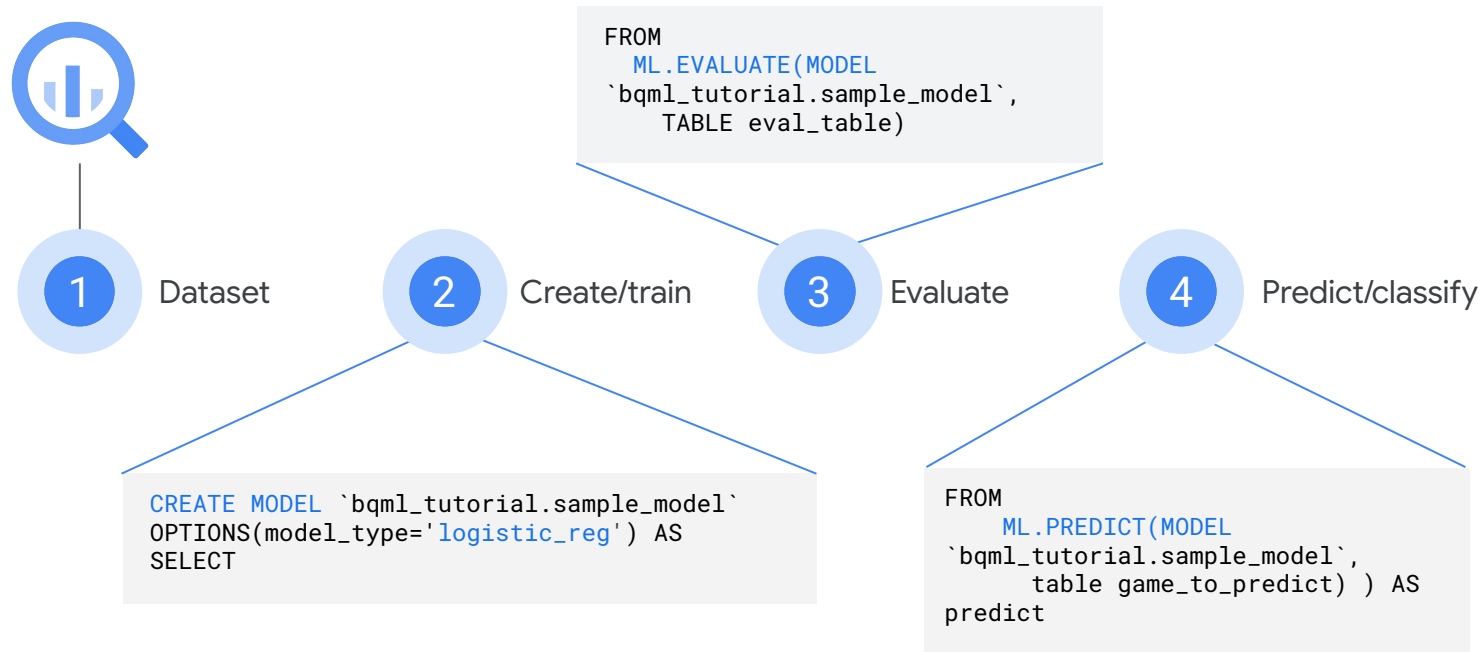 FROM
ML.EVALUATE(MODEL
`bqml_tutorial.sample_model`,
TABLE eval_table)
1 Dataset
2 Create/train
3 Evaluate
4 Predict/classify
CREATE MODEL `bqml_tutorial.sample_model`
OPTIONS(model_type='logistic_reg') AS
SELECT
FROM
ML.PREDICT(MODEL
`bqml_tutorial.sample_model`,
table game_to_predict) ) AS
predict